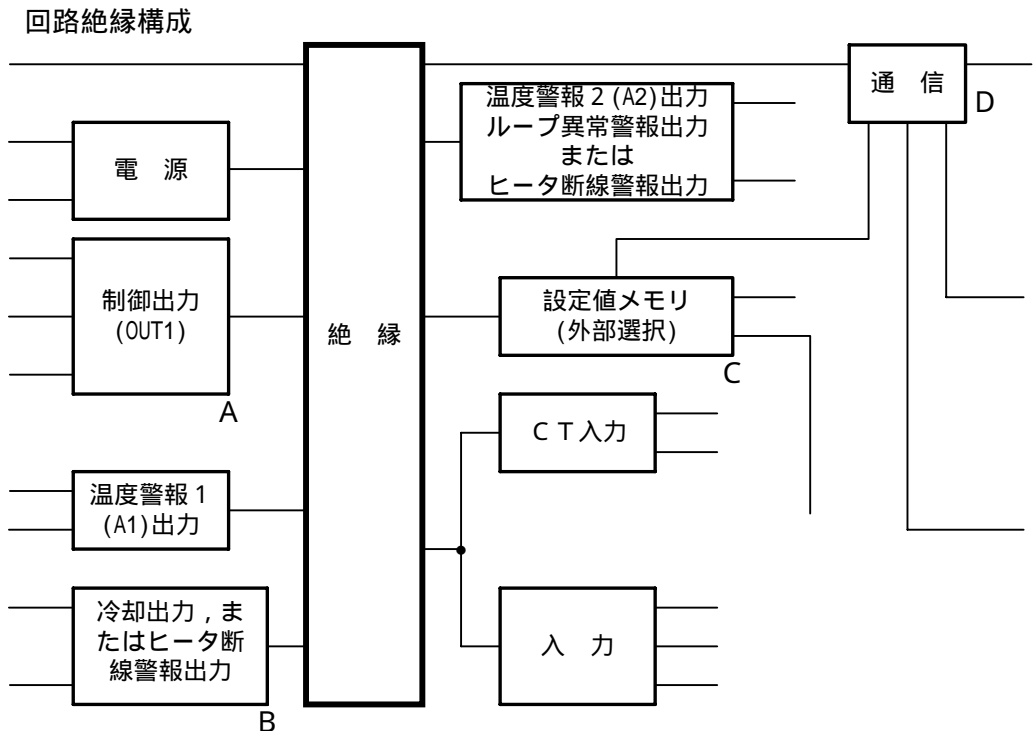 回路絶縁構成
通 信
D
温度警報2(A2)出力
ループ異常警報出力
または
ヒータ断線警報出力
電 源
制御出力
(OUT1)
A
絶 縁
設定値メモリ
(外部選択)
C
CT入力
温度警報1
(A1)出力
冷却出力,ま
たはヒータ断
線警報出力
B
入 力